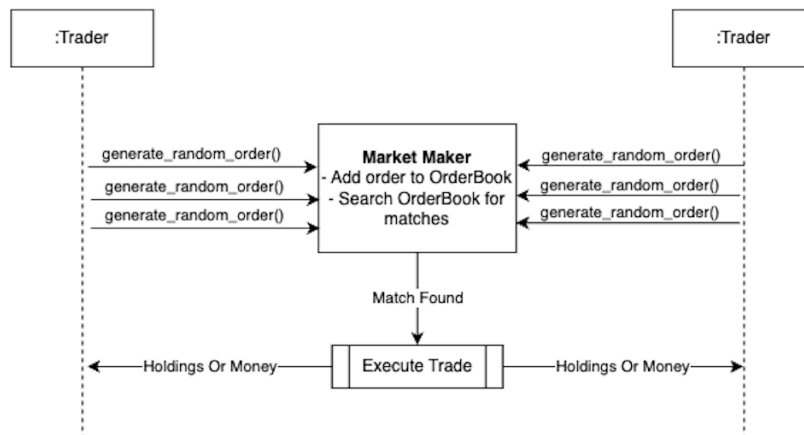 :Trader
:Trader
generate_random_order()
generate_random_order()
generate_random_order()
Market Maker
- Add order to OrderBook
- Search OrderBook for
matches
generate_random_order()
generate_random_order()
generate_random_order()
Match Found
Holdings Or Money
Execute Trade
Holdings Or Money